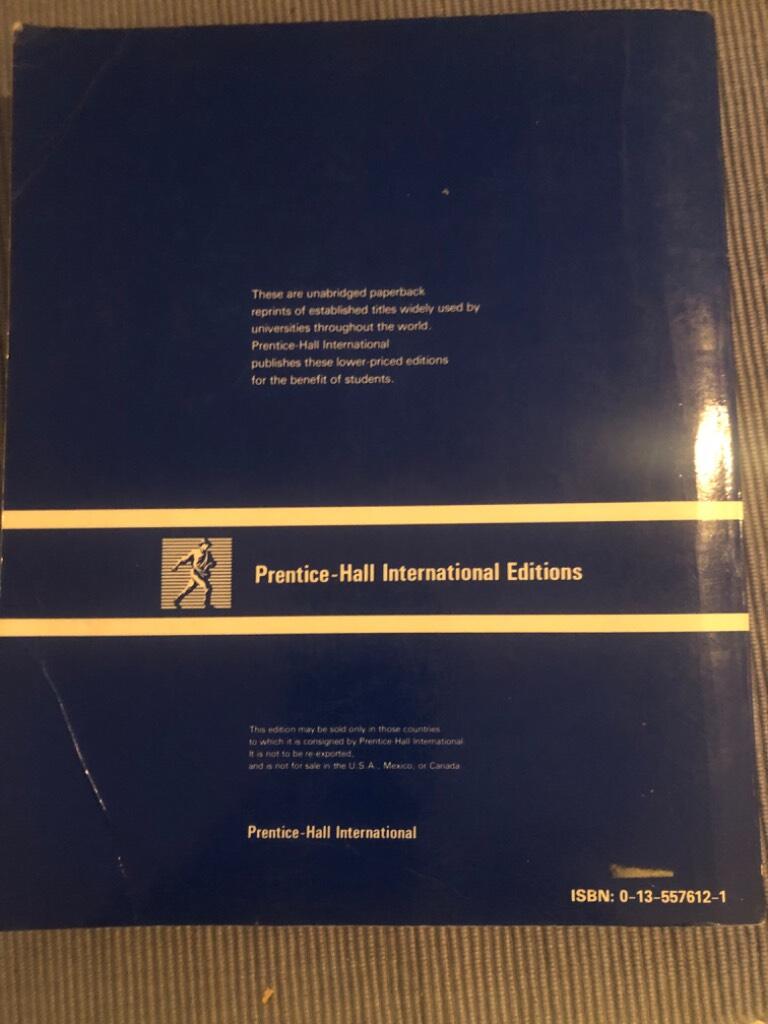 These are unabridged paperback
reprints of established titles widely used by
universities throughout the world.
Prentice-Hall International
publishes these lower-priced editions
for the benefit of students.
Prentice-Hall International Editions
This edition may be sold only in those countries
to which it is consigned by Prentice-Hall International.
It is not to be re-exported,
and is not for sale in the U.S.A., Mexico, or Canada.
Prentice-Hall International
ISBN: 0-13-557612-1